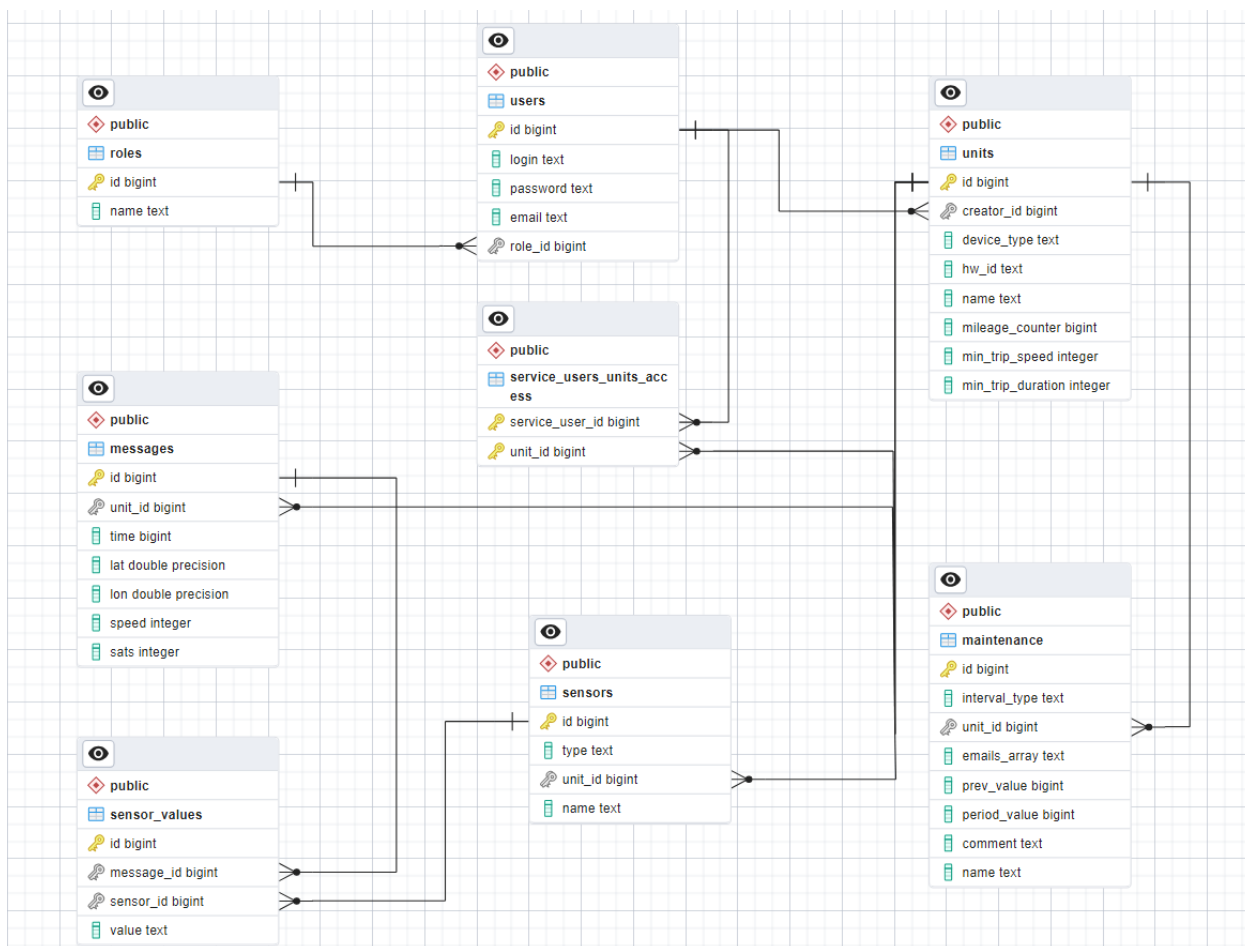 public
roles
id bigint
name text
public
users
id bigint
login text
password text
email text
role_id bigint
public
units
id bigint
creator_id bigint
device_type text
hw_id text
name text
mileage_counter bigint
min_trip_speed integer
min_trip_duration integer
public
service_users_units_acc
ess
service_user_id bigint
unit_id bigint
public
messages
id bigint
unit_id bigint
time bigint
lat double precision
lon double precision
speed integer
sats integer
public
sensors
id bigint
type text
unit_id bigint
name text
public
maintenance
id bigint
interval_type text
unit_id bigint
emails_array text
prev_value bigint
period_value bigint
comment text
name text
public
sensor_values
id bigint
message_id bigint
sensor_id bigint
value text